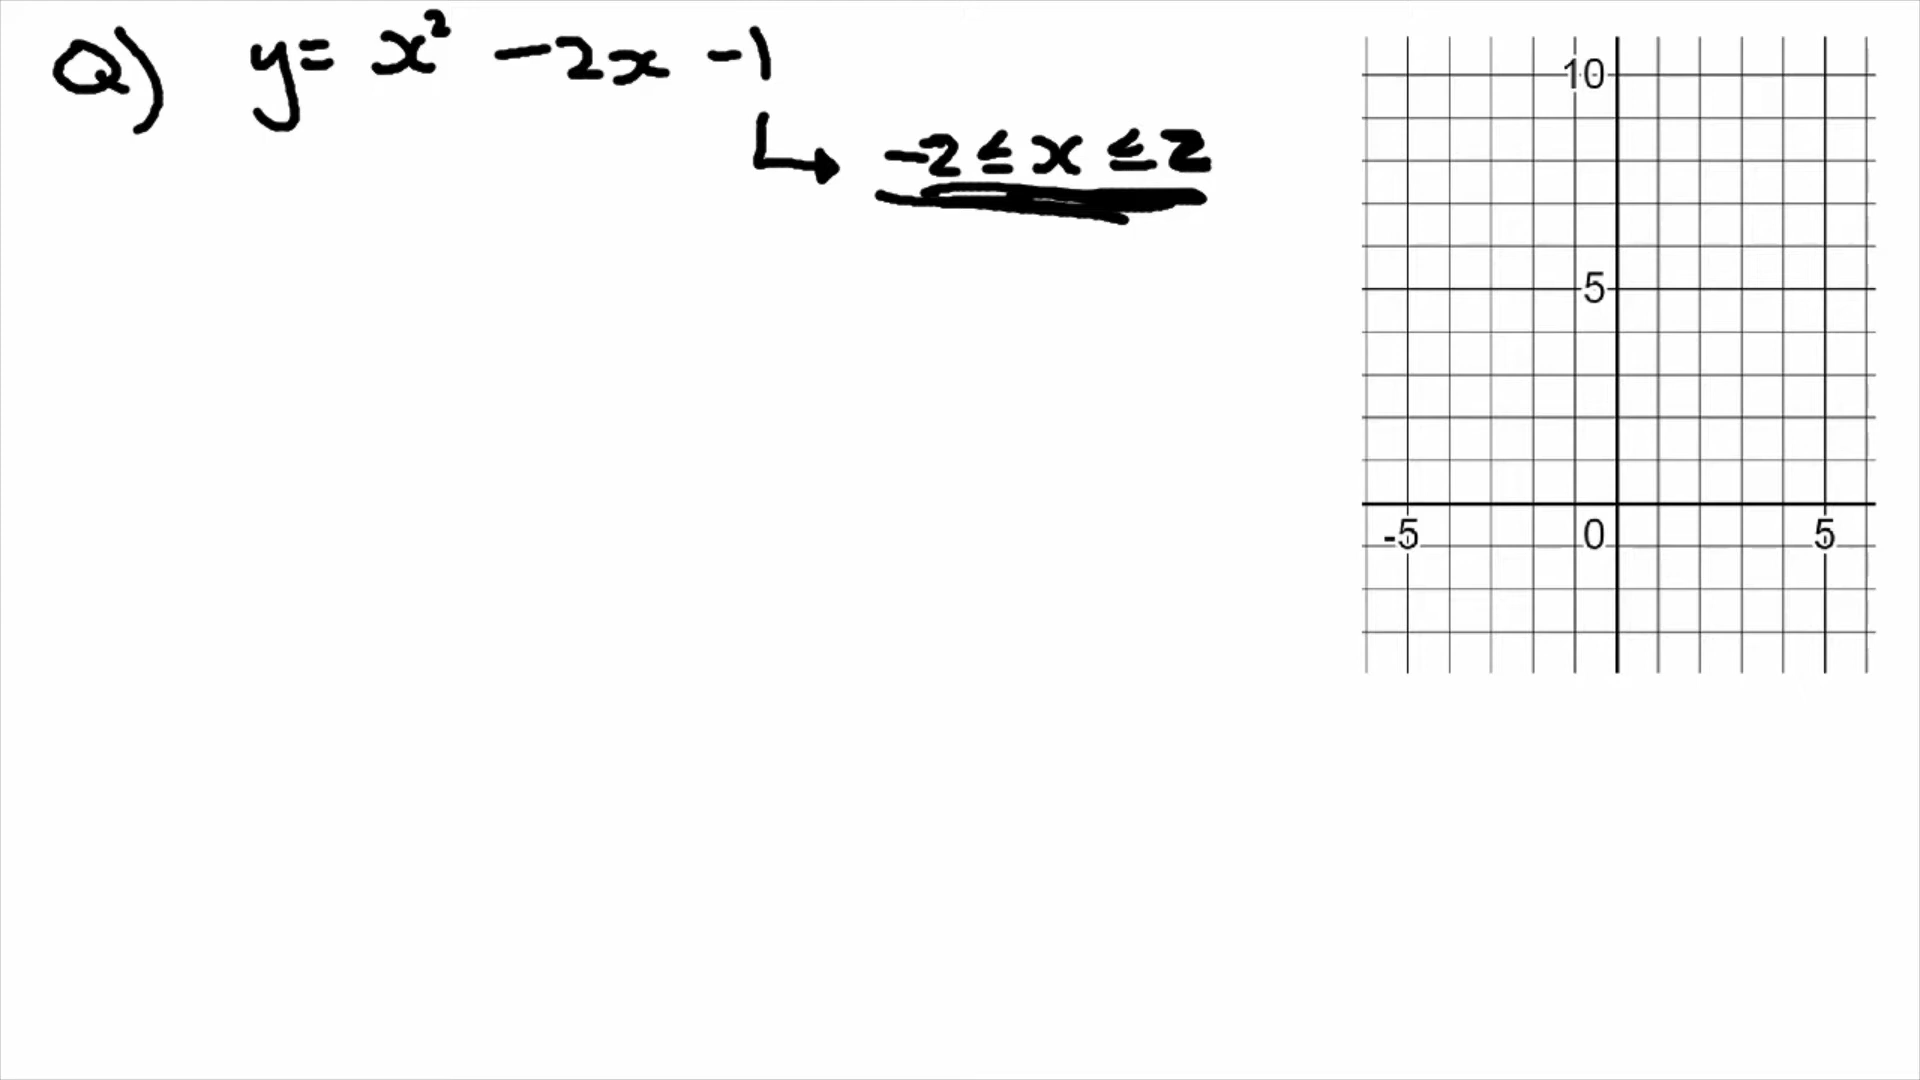 Q) y = x² - 2x - 1
-2 ≤ x ≤ 2
10
5
-5 0 5